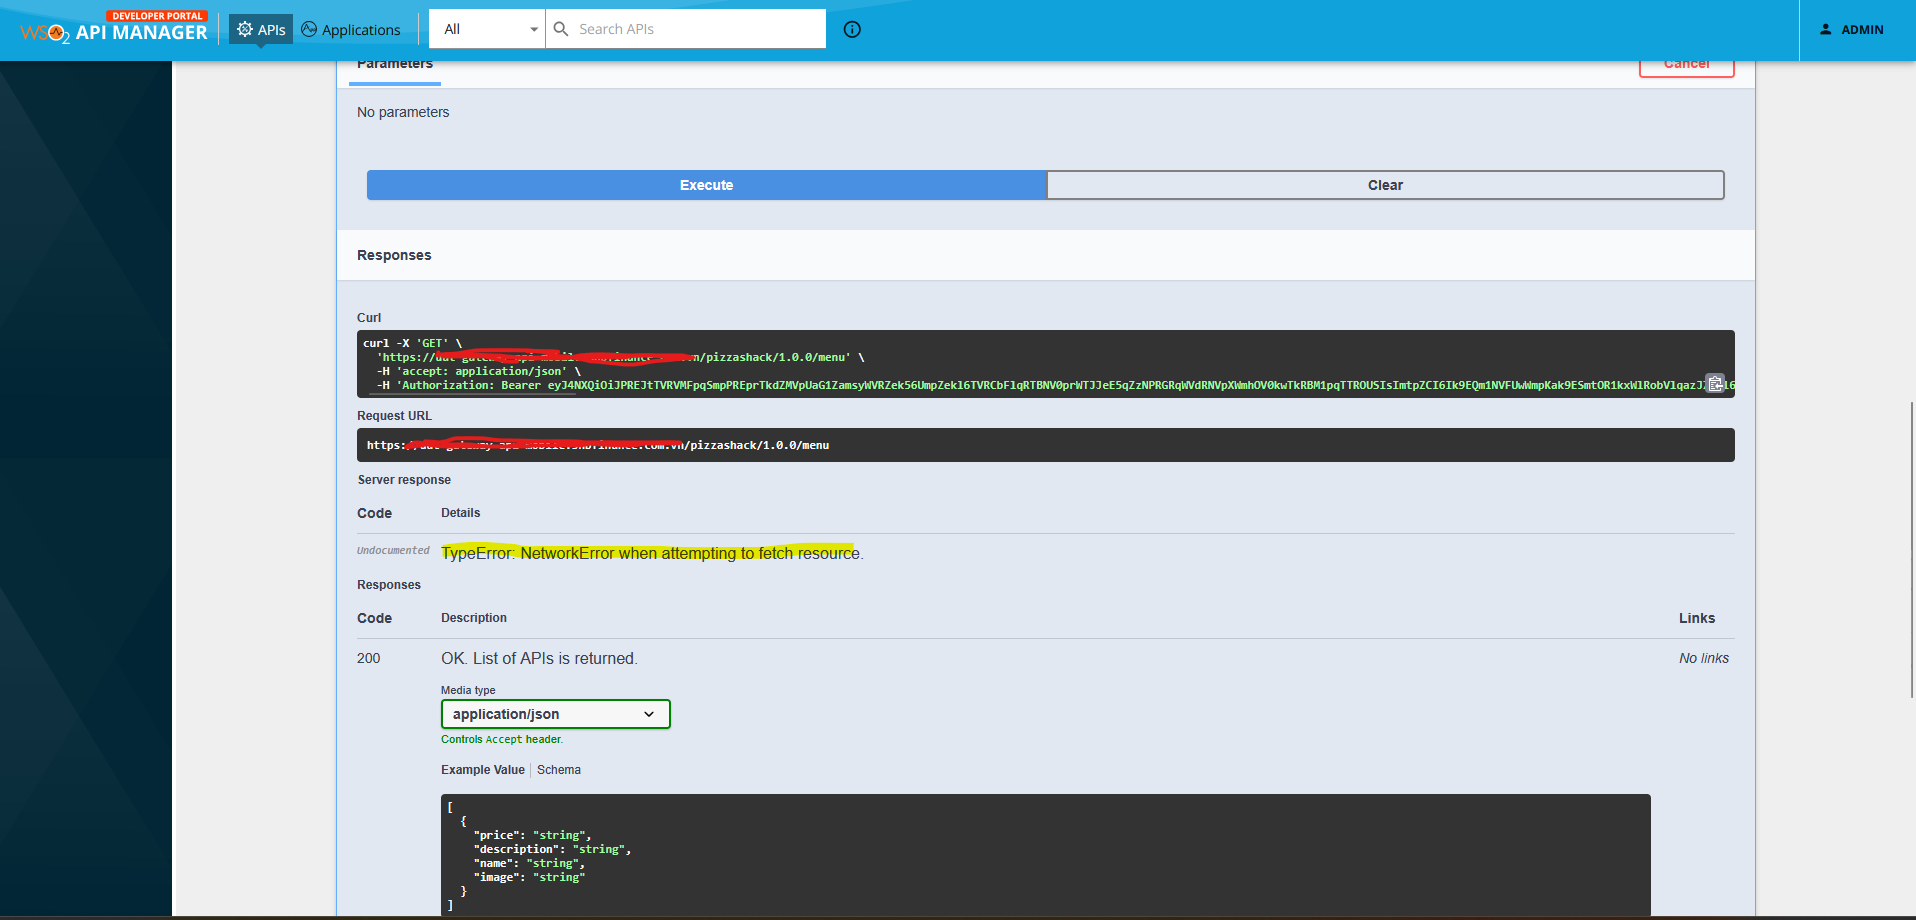 DEVELOPER PORTAL
WSO2 API MANAGER
APIs
Applications
All
Search APIs
ADMIN
Parameters
Cancel
No parameters
Execute
Clear
Responses
Curl
curl -X 'GET' \
'https://
/pizzashack/1.0.0/menu' \
-H 'accept: application/json' \
-H 'Authorization: Bearer
Request URL
https:/
/pizzashack/1.0.0/menu
Server response
Code
Details
Undocumented
TypeError: NetworkError when attempting to fetch resource.
Responses
Code
Description
Links
200
OK. List of APIs is returned.
No links
Media type
application/json
Controls Accept header.
Example Value
Schema
[
{
"price": "string",
"description": "string",
"name": "string",
"image": "string"
}
]